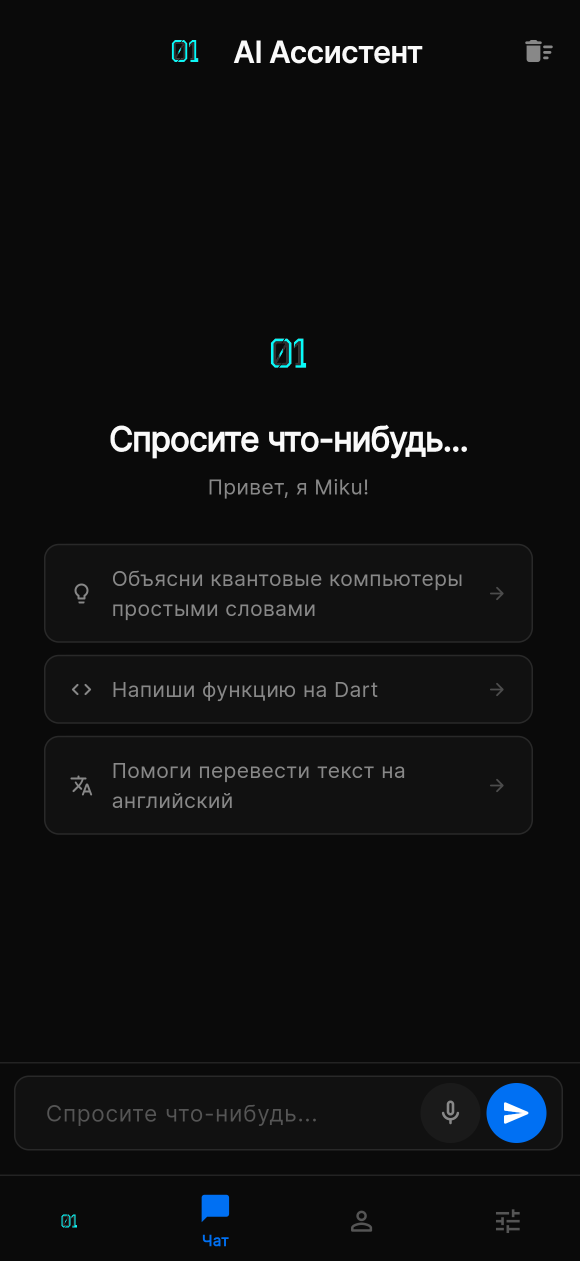 01 AI Ассистент
01
Спросите что-нибудь...
Привет, я Miku!
Объясни квантовые компьютеры
простыми словами
Напиши функцию на Dart
Помоги перевести текст на
английский
Спросите что-нибудь...
01
Чат